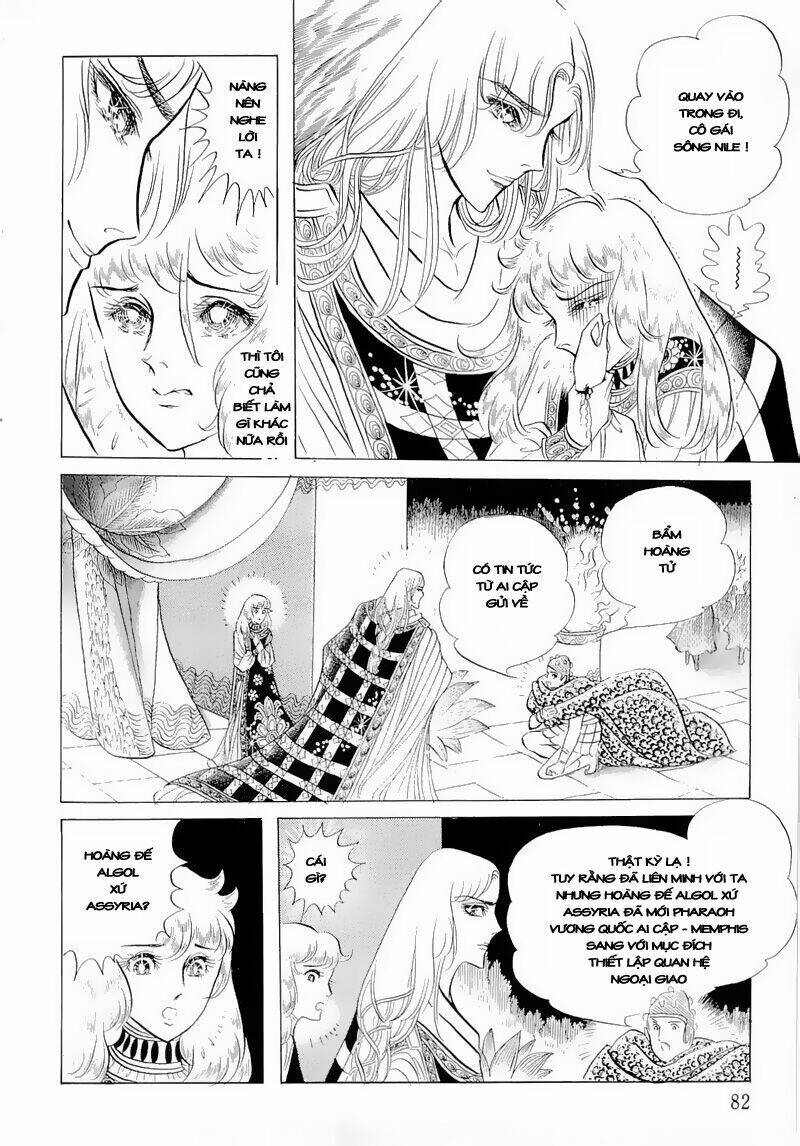 QUAY VÀO
TRONG ĐI,
CÔ GÁI
SÔNG NILE !
NÀNG
NÊN
NGHE
LỜI
TA !
THÌ TÔI
CŨNG
CHẢ
BIẾT LÀM
GÌ KHÁC
NỮA RỒI
BẨM
HOÀNG
TỬ
CÓ TIN TỨC
TỪ AI CẬP
GỬI VỀ
THẬT KỲ LẠ !
TUY RẰNG ĐÃ LIÊN MINH VỚI TA
NHƯNG HOÀNG ĐẾ ALGOL XỨ
ASSYRIA ĐÃ MỜI PHARAOH
VƯƠNG QUỐC AI CẬP - MEMPHIS
SANG VỚI MỤC ĐÍCH
THIẾT LẬP QUAN HỆ
NGOẠI GIAO
CÁI
GÌ?
HOÀNG ĐẾ
ALGOL
XỨ
ASSYRIA?
82